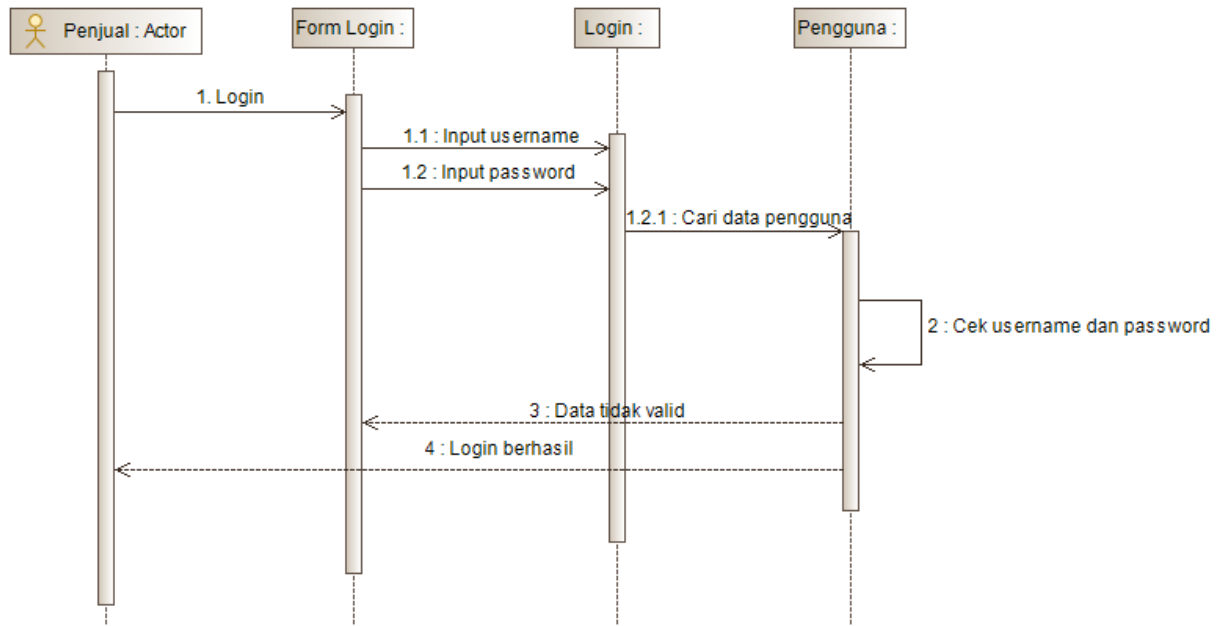 Penjual : Actor
Form Login :
Login :
Pengguna :
1. Login
1.1 : Input username
1.2 : Input password
1.2.1 : Cari data pengguna
2 : Cek username dan password
3 : Data tidak valid
4 : Login berhasil